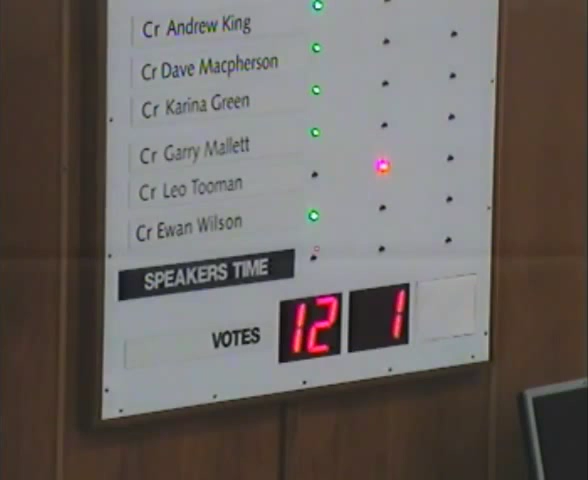 Cr Andrew King
Cr Dave Macpherson
Cr Karina Green
Cr Garry Mallett
Cr Leo Tooman
Cr Ewan Wilson
SPEAKERS TIME
VOTES 12 1